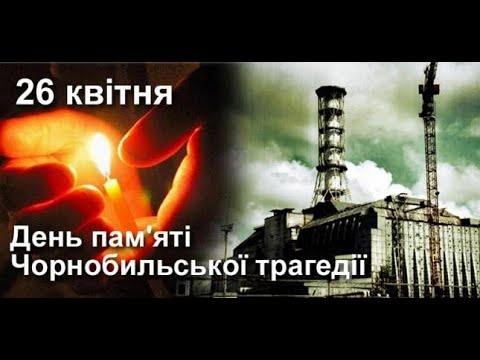 26 квітня
День пам'яті
Чорнобильської трагедії